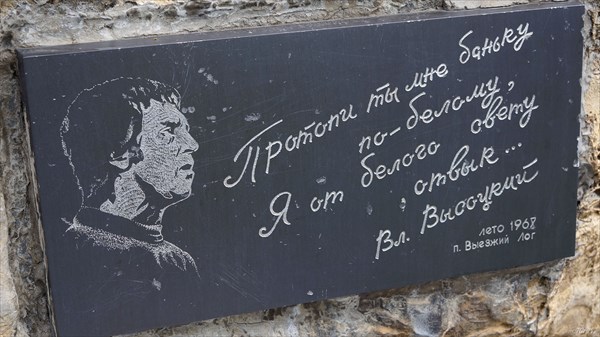 Протопи ты мне баньку
по-белому,
Я от белого свету
отвык...
Вл. Высоцкий
лето 1968
п. Выезжий Лог